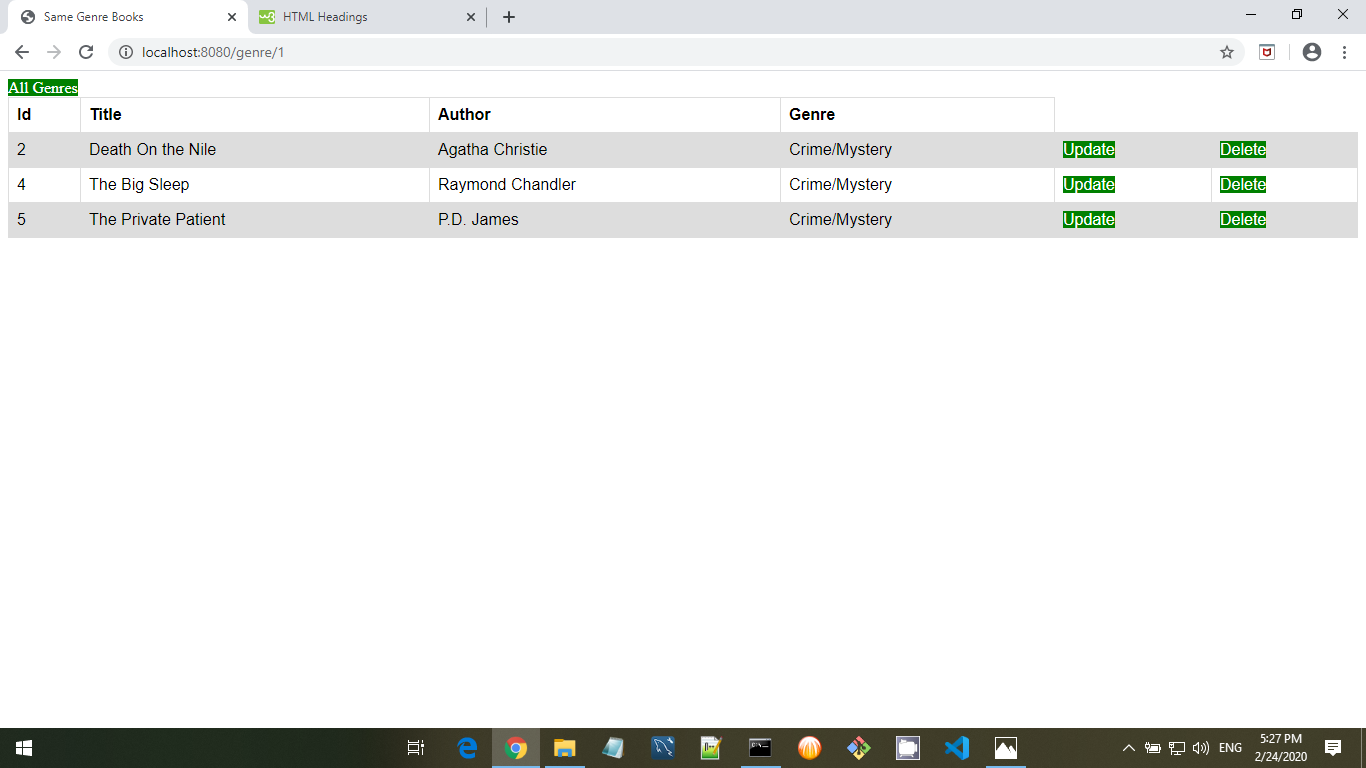 Same Genre Books HTML Headings
localhost:8080/genre/1
All Genres
Id Title Author Genre
2 Death On the Nile Agatha Christie Crime/Mystery Update Delete
4 The Big Sleep Raymond Chandler Crime/Mystery Update Delete
5 The Private Patient P.D. James Crime/Mystery Update Delete
ENG 5:27 PM
2/24/2020